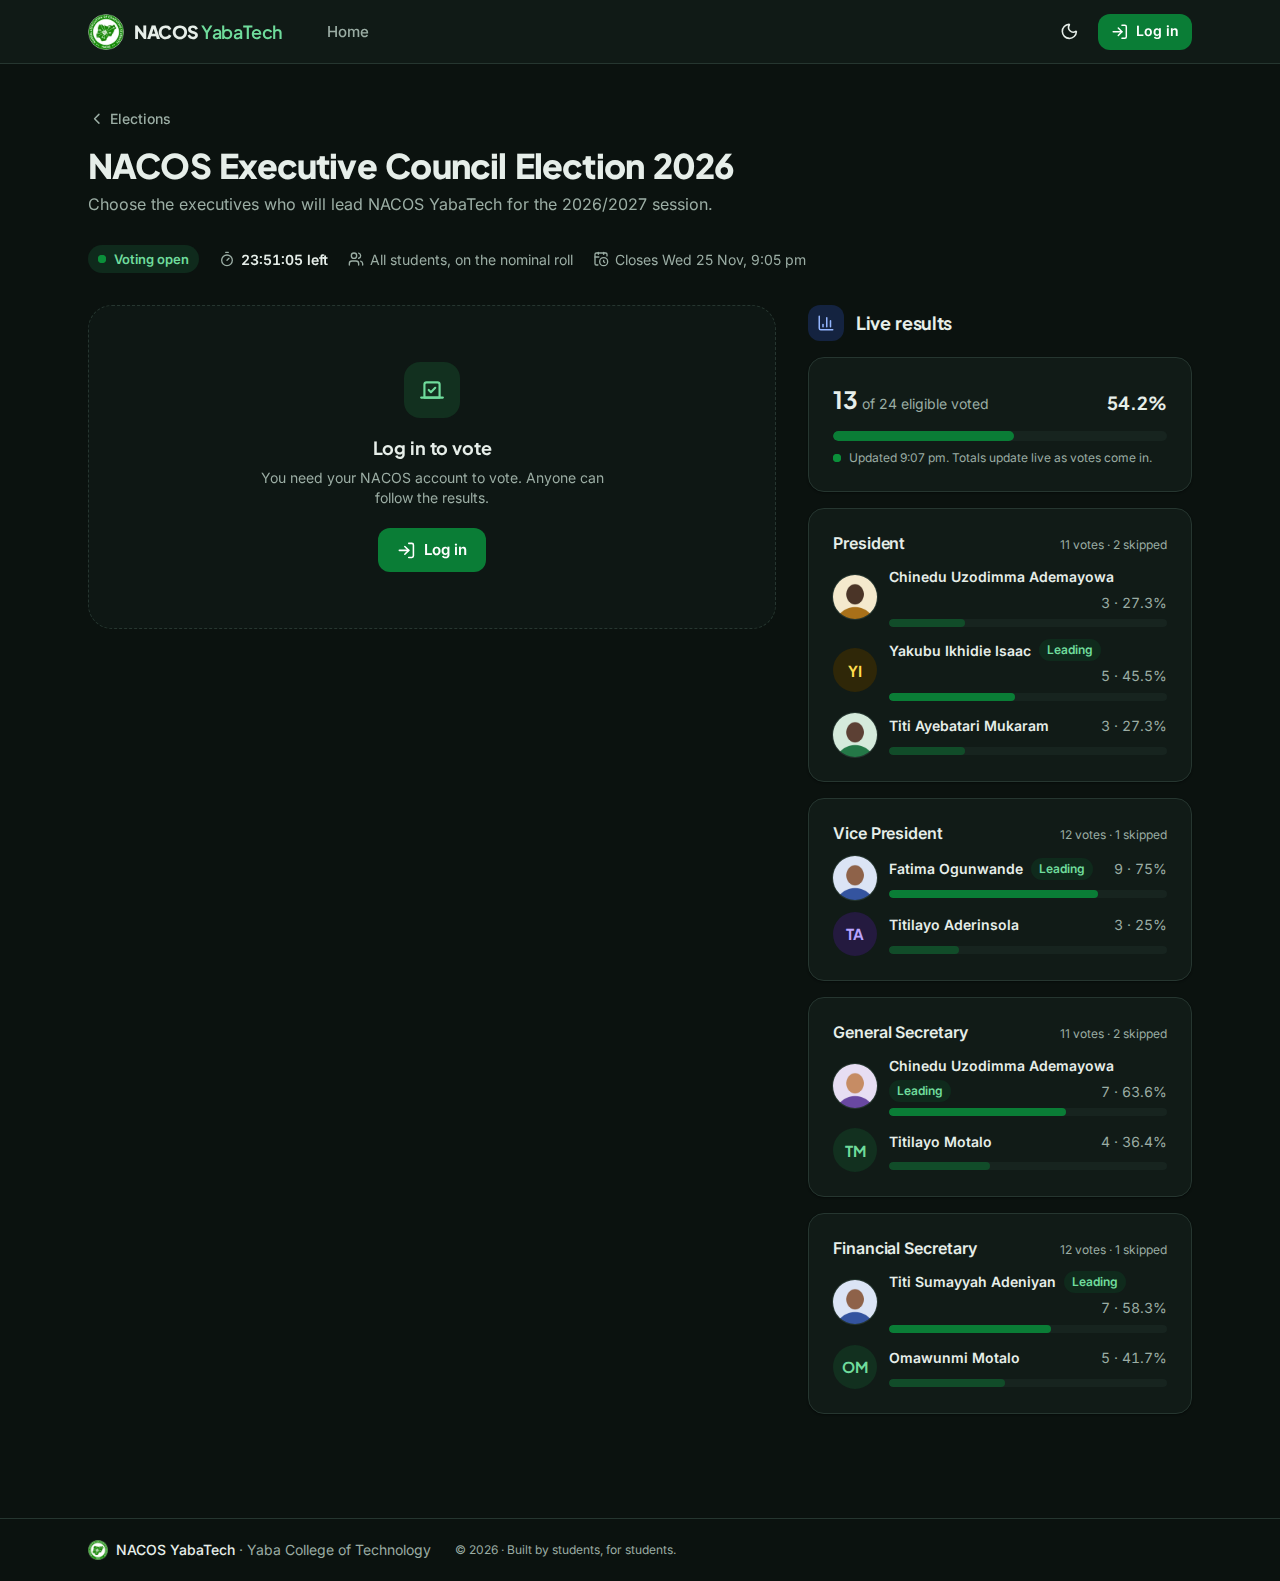 NACOS YabaTech
Home
Log in
Elections
NACOS Executive Council Election 2026
Choose the executives who will lead NACOS YabaTech for the 2026/2027 session.
Voting open
23:51:05 left
All students, on the nominal roll
Closes Wed 25 Nov, 9:05 pm
Log in to vote
You need your NACOS account to vote. Anyone can
follow the results.
Log in
Live results
13 of 24 eligible voted
54.2%
Updated 9:07 pm. Totals update live as votes come in.
President
11 votes · 2 skipped
Chinedu Uzodimma Ademayowa
3 · 27.3%
YI
Yakubu Ikhidie Isaac
Leading
5 · 45.5%
Titi Ayebatari Mukaram
3 · 27.3%
Vice President
12 votes · 1 skipped
Fatima Ogunwande
Leading
9 · 75%
TA
Titilayo Aderinsola
3 · 25%
General Secretary
11 votes · 2 skipped
Chinedu Uzodimma Ademayowa
Leading
7 · 63.6%
TM
Titilayo Motalo
4 · 36.4%
Financial Secretary
12 votes · 1 skipped
Titi Sumayyah Adeniyan
Leading
7 · 58.3%
OM
Omawunmi Motalo
5 · 41.7%
NACOS YabaTech · Yaba College of Technology
© 2026 · Built by students, for students.